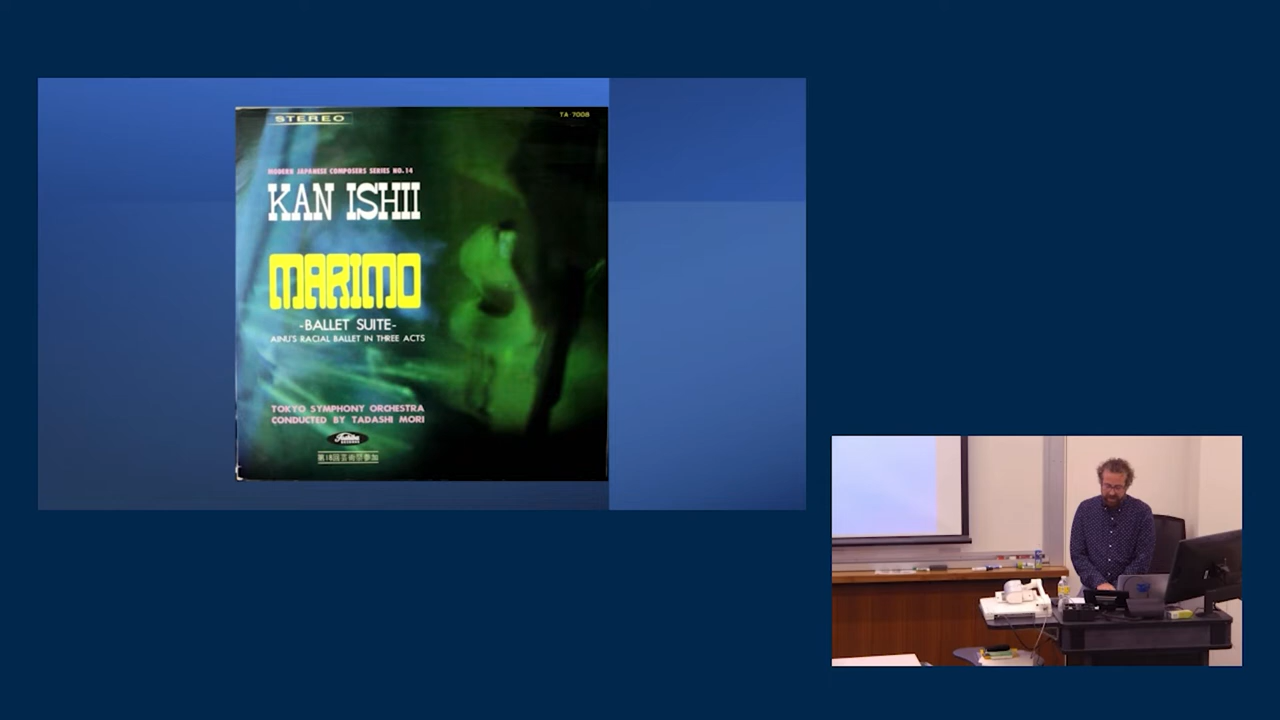 STEREO
TA-7008
MODERN JAPANESE COMPOSERS SERIES NO.14
KAN ISHII
MARIMO
-BALLET SUITE-
AINU'S RACIAL BALLET IN THREE ACTS
TOKYO SYMPHONY ORCHESTRA
CONDUCTED BY TADASHI MORI